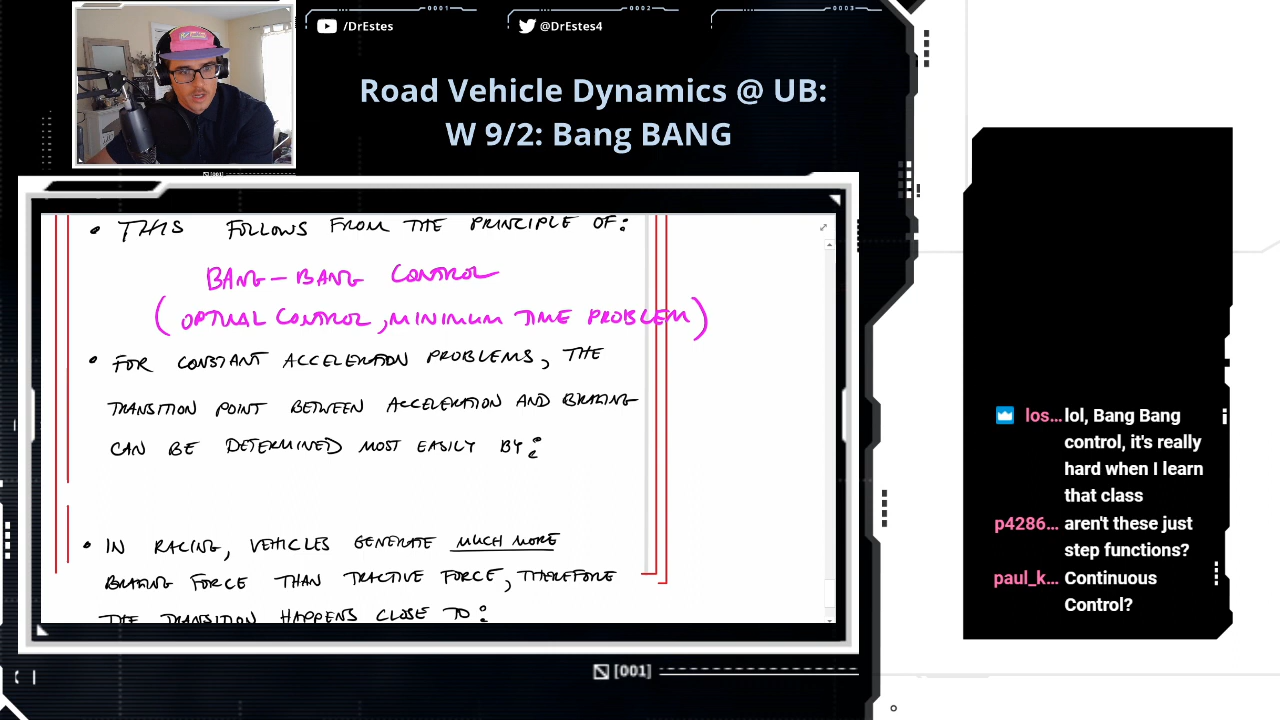 0001
0002
0003
/DrEstes
@DrEstes4
Road Vehicle Dynamics @ UB:
W 9/2: Bang BANG
[001]
• THIS FOLLOWS FROM THE PRINCIPLE OF:
BANG-BANG CONTROL
(OPTIMAL CONTROL, MINIMUM TIME PROBLEM)
• FOR CONSTANT ACCELERATION PROBLEMS, THE
TRANSITION POINT BETWEEN ACCELERATION AND BRAKING
CAN BE DETERMINED MOST EASILY BY:
• IN RACING, VEHICLES GENERATE MUCH MORE
BRAKING FORCE THAN TRACTIVE FORCE, THEREFORE
THE TRANSITION HAPPENS CLOSE TO:
[001]
los... lol, Bang Bang
control, it's really
hard when I learn
that class
p4286... aren't these just
step functions?
paul_k... Continuous
Control?